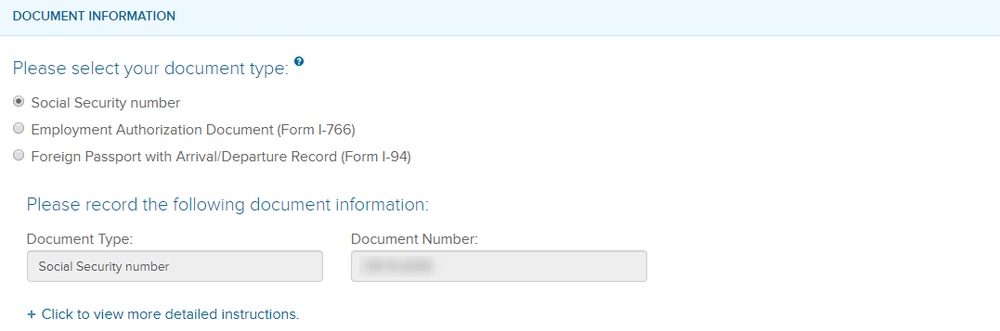 DOCUMENT INFORMATION
Please select your document type: ?
Social Security number
Employment Authorization Document (Form I-766)
Foreign Passport with Arrival/Departure Record (Form I-94)
Please record the following document information:
Document Type: Document Number:
Social Security number
+ Click to view more detailed instructions.